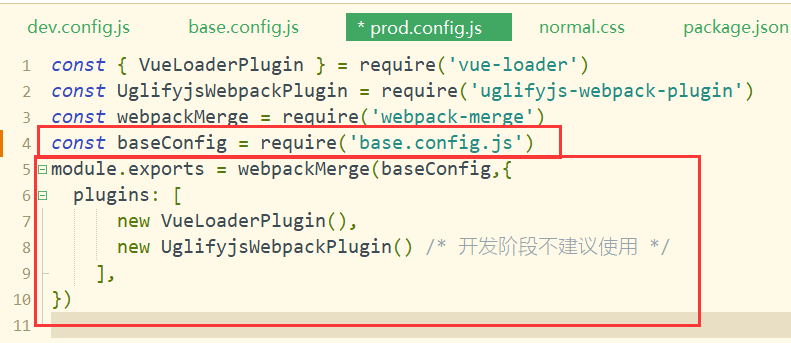 dev.config.js base.config.js * prod.config.js normal.css package.json
1 const { VueLoaderPlugin } = require('vue-loader')
2 const UglifyjsWebpackPlugin = require('uglifyjs-webpack-plugin')
3 const webpackMerge = require('webpack-merge')
4 const baseConfig = require('base.config.js')
5 module.exports = webpackMerge(baseConfig,{
6 plugins: [
7 new VueLoaderPlugin(),
8 new UglifyjsWebpackPlugin() /* 开发阶段不建议使用 */
9 ],
10 })
11